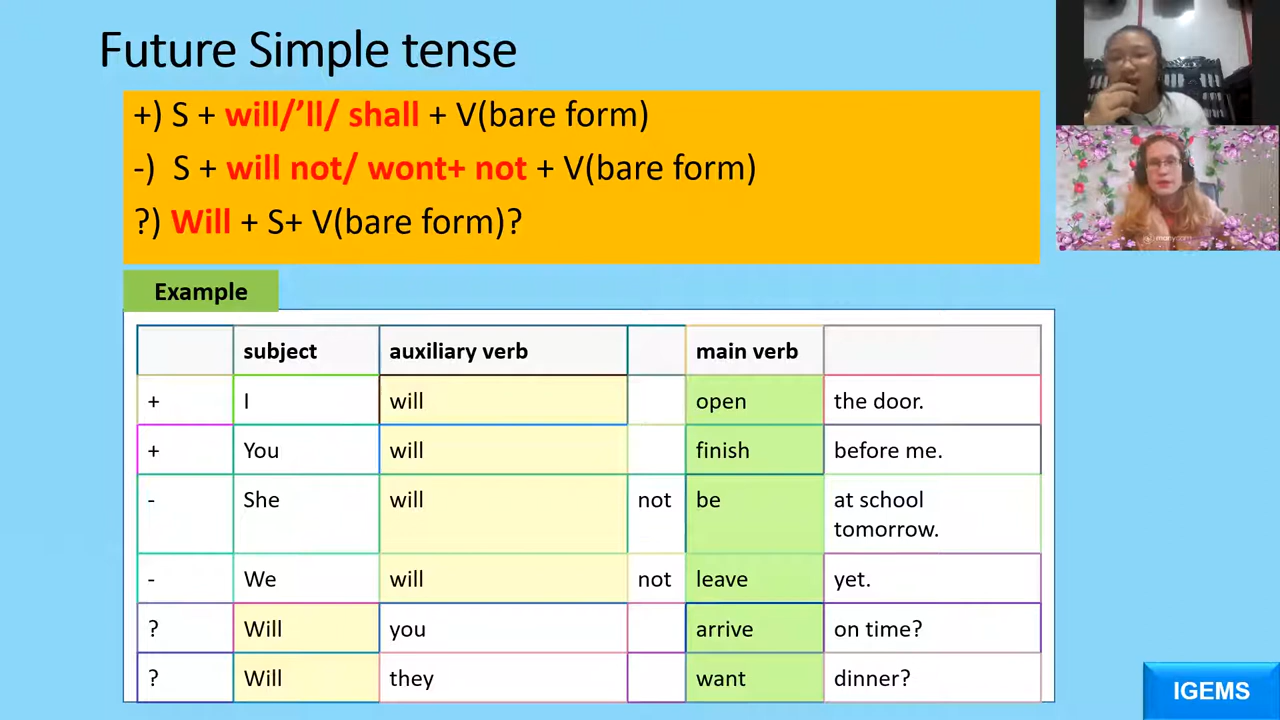 Future Simple tense
+) S + will/’ll/ shall + V(bare form)
-) S + will not/ wont+ not + V(bare form)
?) Will + S+ V(bare form)?
Example
subject auxiliary verb main verb
+ I will open the door.
+ You will finish before me.
- She will not be at school
tomorrow.
- We will not leave yet.
? Will you arrive on time?
? Will they want dinner?
IGEMS